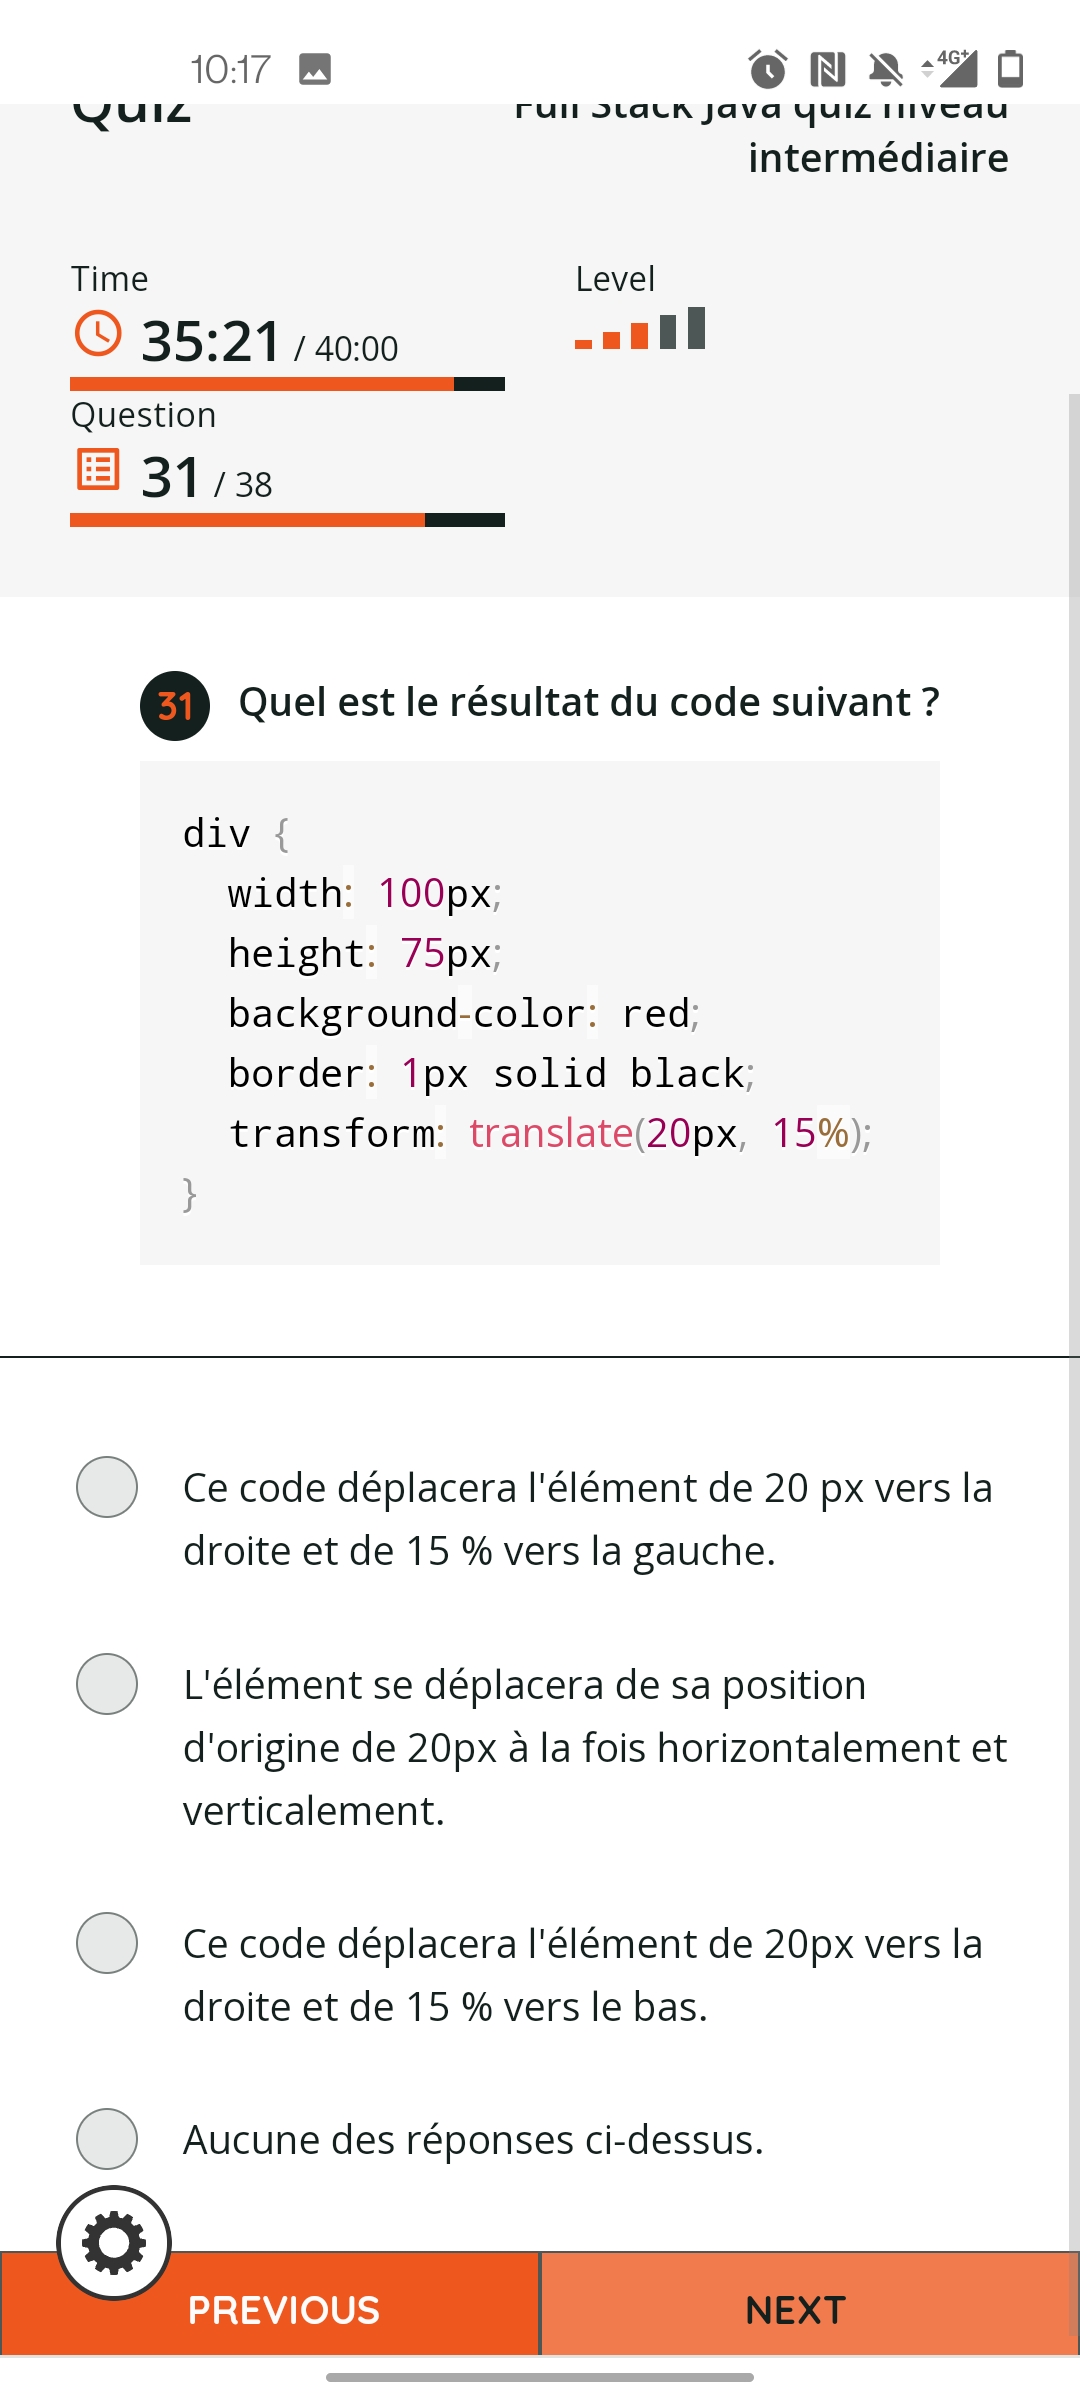 10:17
4G+
Quiz
Full Stack Java quiz niveau
intermédiaire
Time
35:21 / 40:00
Level
Question
31 / 38
31 Quel est le résultat du code suivant ?
div {
  width: 100px;
  height: 75px;
  background-color: red;
  border: 1px solid black;
  transform: translate(20px, 15%);
}
Ce code déplacera l'élément de 20 px vers la
droite et de 15 % vers la gauche.
L'élément se déplacera de sa position
d'origine de 20px à la fois horizontalement et
verticalement.
Ce code déplacera l'élément de 20px vers la
droite et de 15 % vers le bas.
Aucune des réponses ci-dessus.
PREVIOUS
NEXT